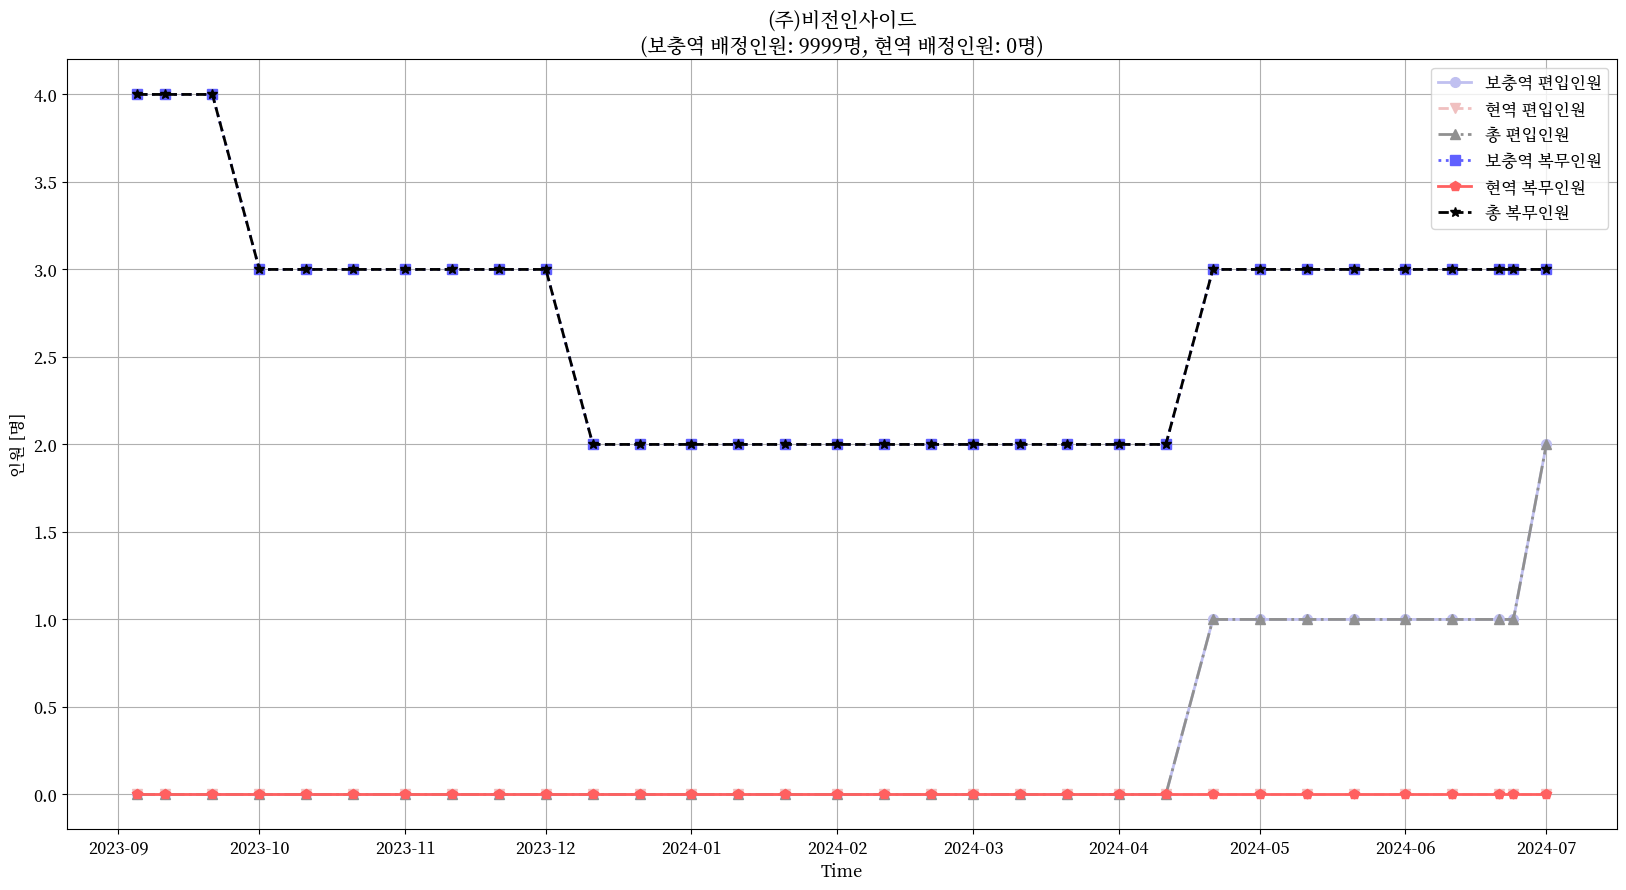 (주)비전인사이드
(보충역 배정인원: 9999명, 현역 배정인원: 0명)
보충역 편입인원
현역 편입인원
총 편입인원
보충역 복무인원
현역 복무인원
총 복무인원
인원 [명]
4.0
3.5
3.0
2.5
2.0
1.5
1.0
0.5
0.0
2023-09 2023-10 2023-11 2023-12 2024-01 2024-02 2024-03 2024-04 2024-05 2024-06 2024-07
Time